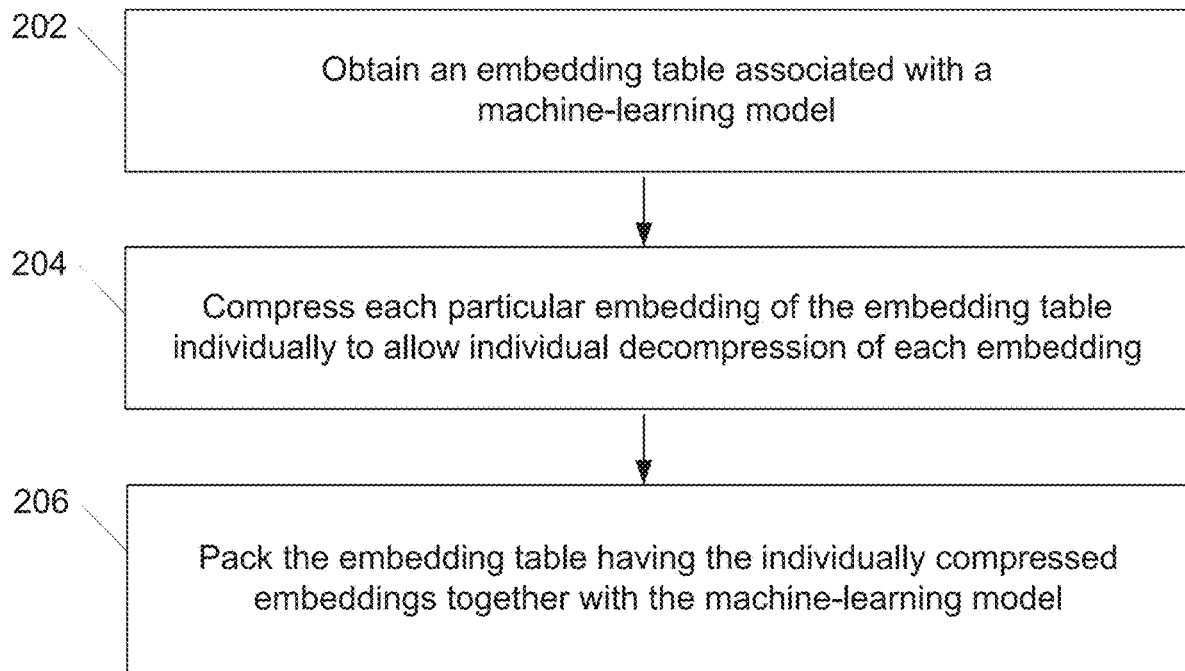 202
Obtain an embedding table associated with a
machine-learning model
204
Compress each particular embedding of the embedding table
individually to allow individual decompression of each embedding
206
Pack the embedding table having the individually compressed
embeddings together with the machine-learning model